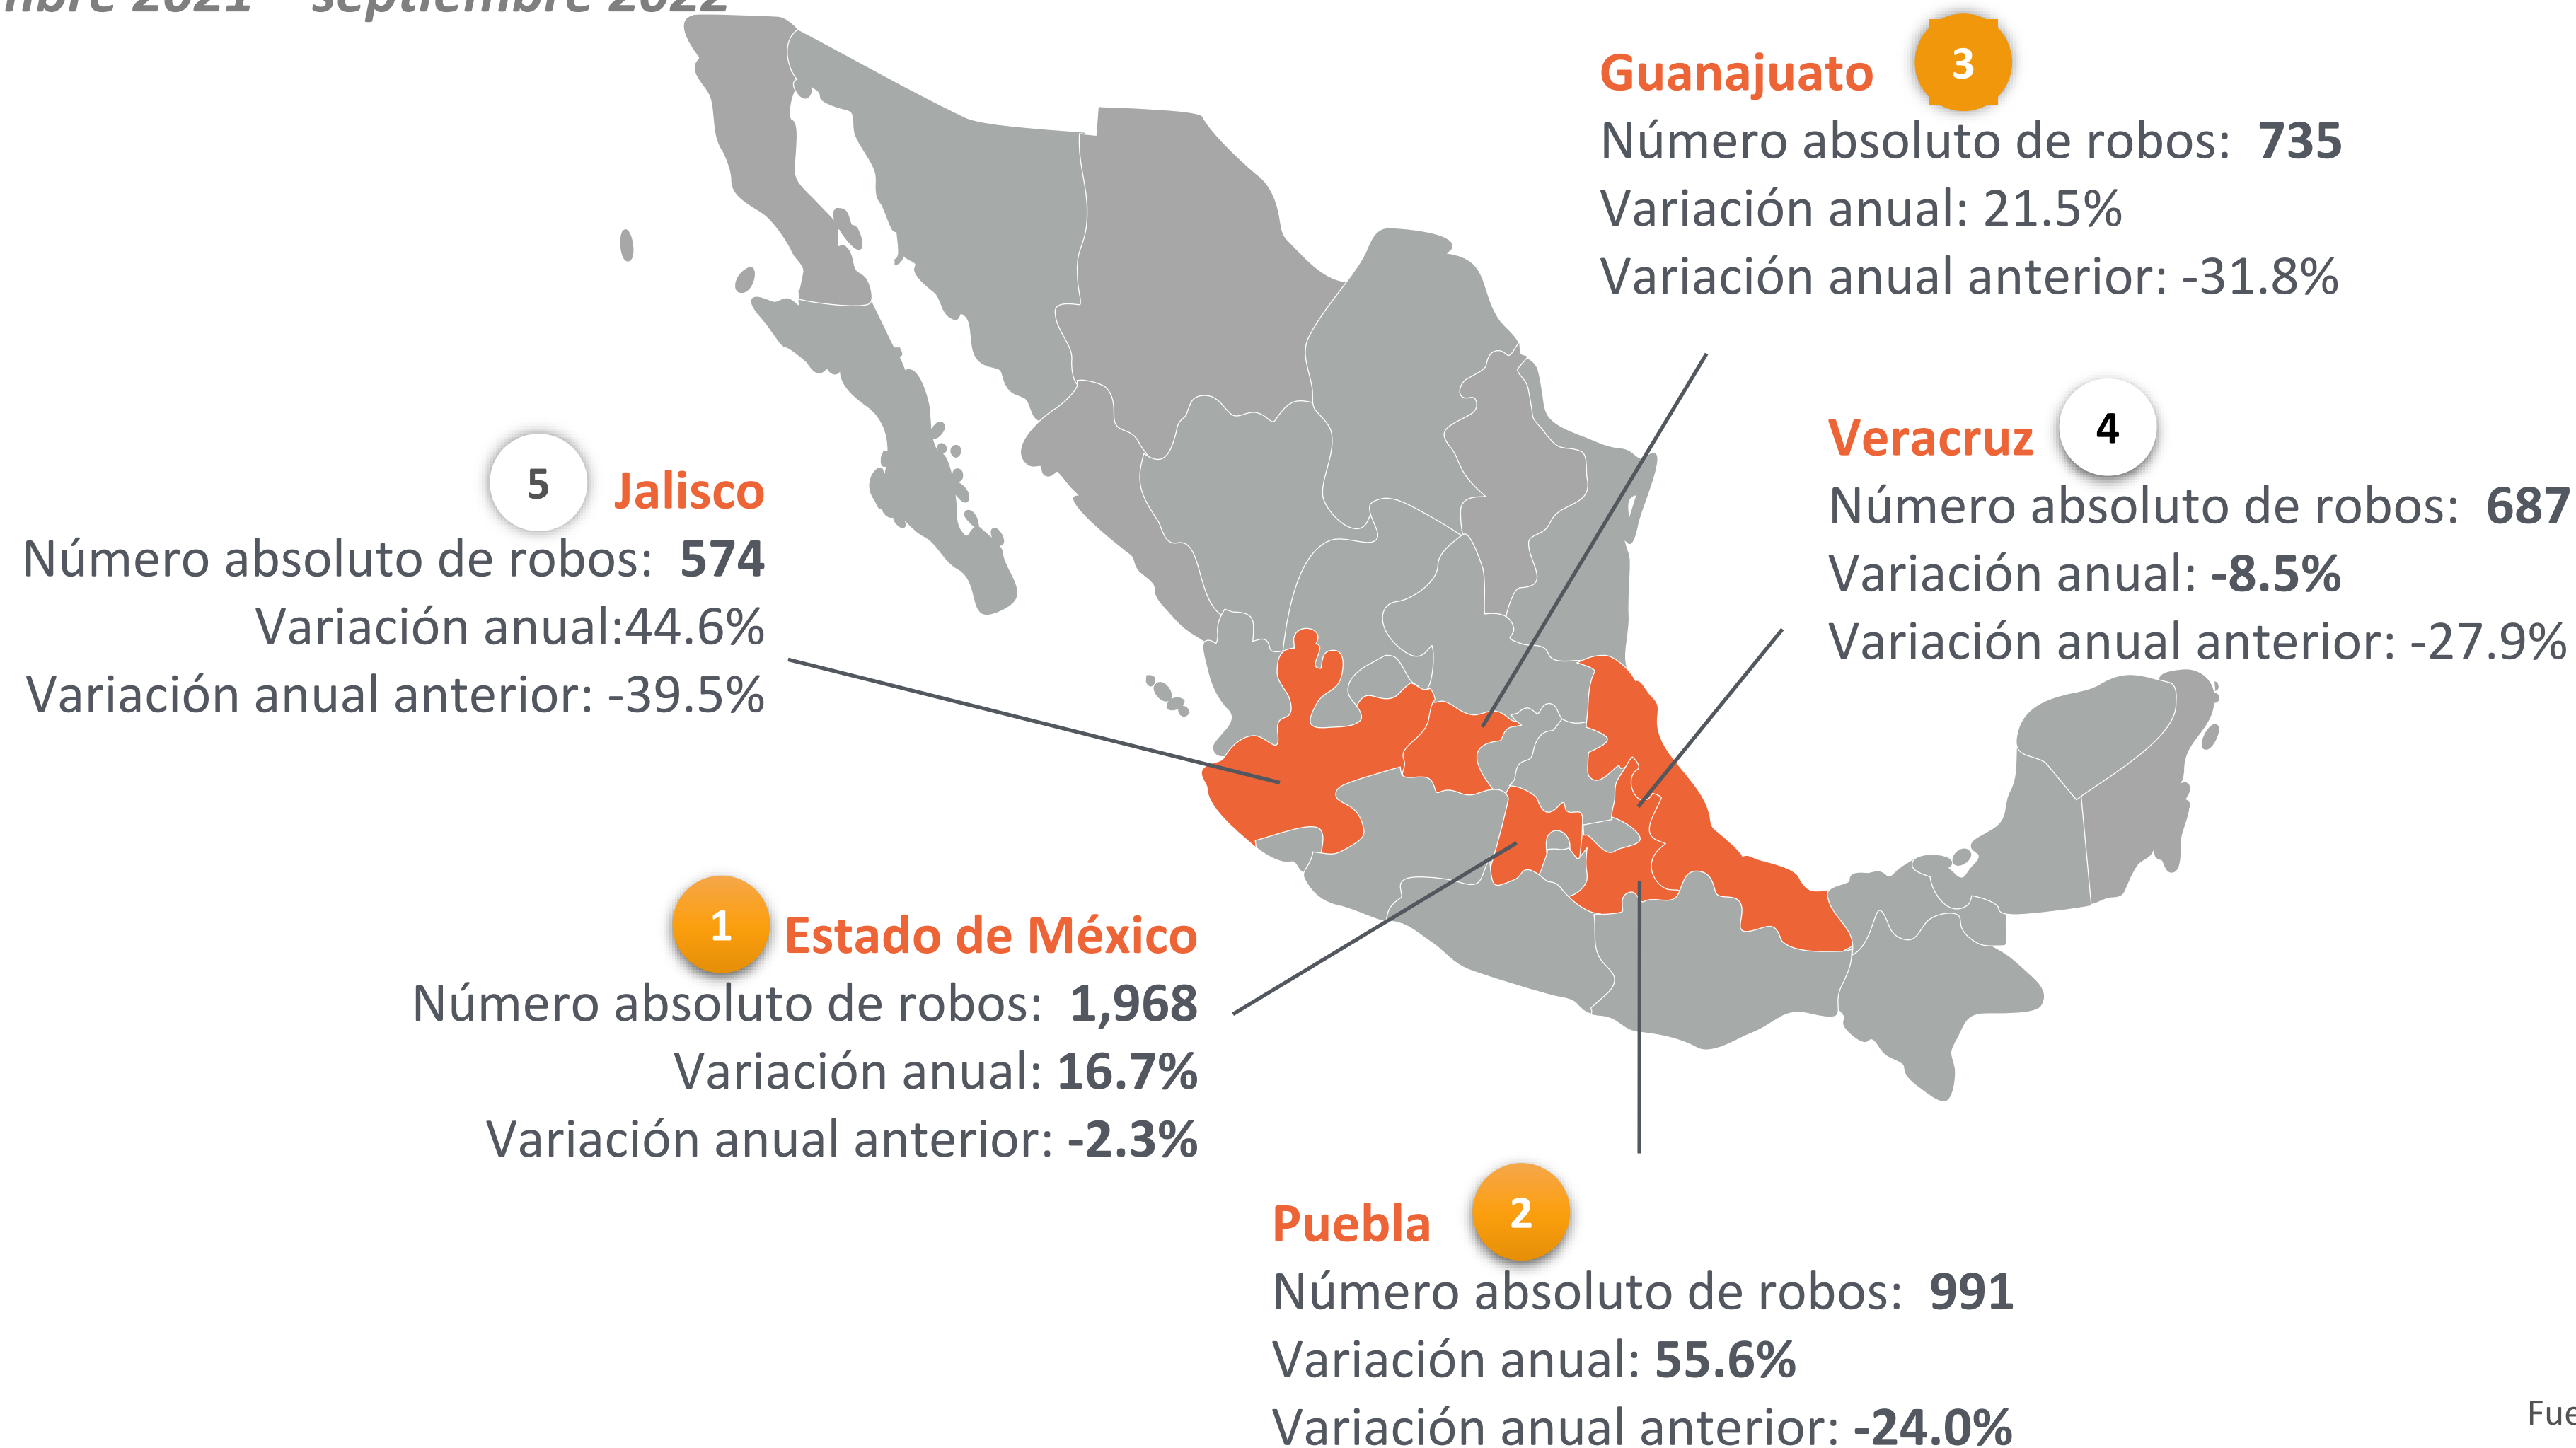 2021 – septiembre 2022
Guanajuato 3
Número absoluto de robos: 735
Variación anual: 21.5%
Variación anual anterior: -31.8%
Veracruz 4
Número absoluto de robos: 687
Variación anual: -8.5%
Variación anual anterior: -27.9%
5 Jalisco
Número absoluto de robos: 574
Variación anual:44.6%
Variación anual anterior: -39.5%
1 Estado de México
Número absoluto de robos: 1,968
Variación anual: 16.7%
Variación anual anterior: -2.3%
Puebla 2
Número absoluto de robos: 991
Variación anual: 55.6%
Variación anual anterior: -24.0%